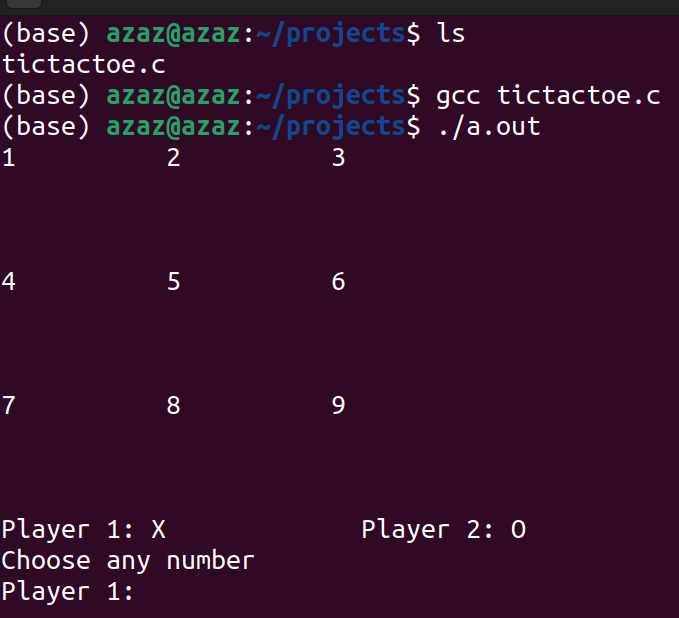 (base) azaz@azaz:~/projects$ ls
tictactoe.c
(base) azaz@azaz:~/projects$ gcc tictactoe.c
(base) azaz@azaz:~/projects$ ./a.out
1 2 3
4 5 6
7 8 9
Player 1: X Player 2: O
Choose any number
Player 1: